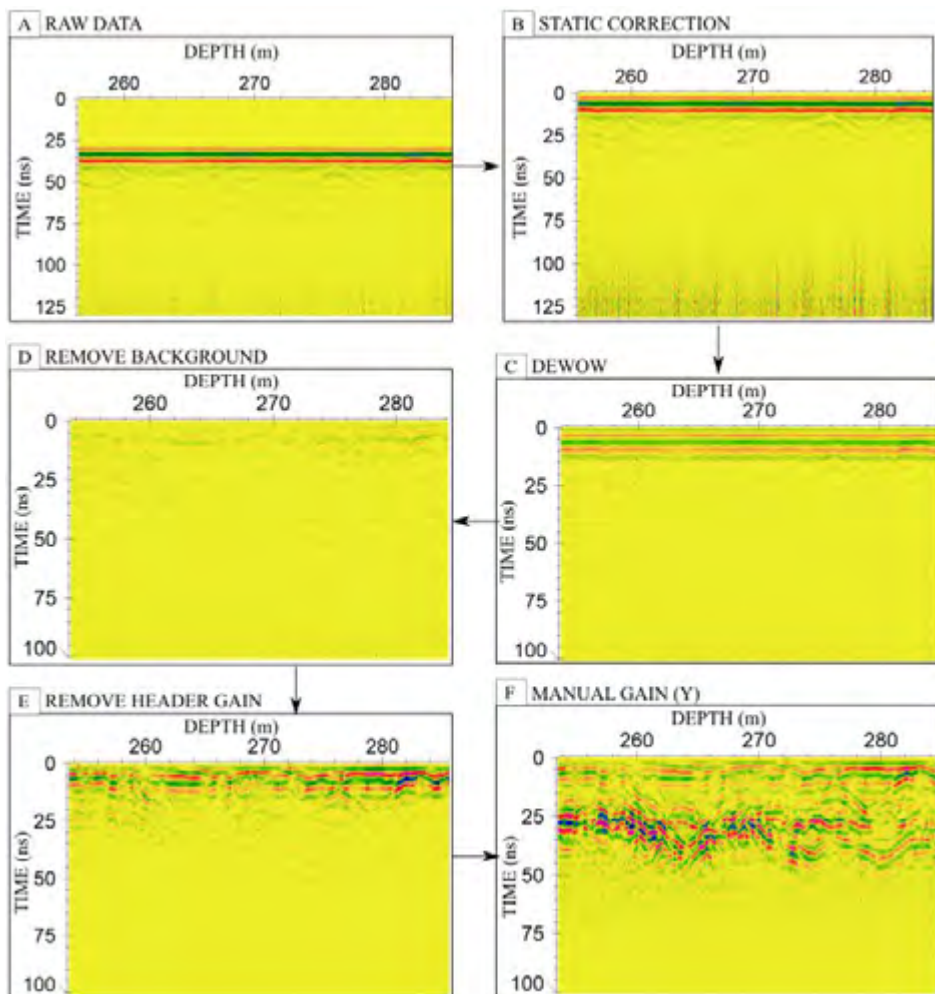 A RAW DATA
DEPTH (m)
260 270 280
0
25
50
75
100
125
TIME (ns)
B STATIC CORRECTION
DEPTH (m)
260 270 280
0
25
50
75
100
125
TIME (ns)
D REMOVE BACKGROUND
DEPTH (m)
260 270 280
0
25
50
75
100
TIME (ns)
C DEWOW
DEPTH (m)
260 270 280
0
25
50
75
100
TIME (ns)
E REMOVE HEADER GAIN
DEPTH (m)
260 270 280
0
25
50
75
100
TIME (ns)
F MANUAL GAIN (Y)
DEPTH (m)
260 270 280
0
25
50
75
100
TIME (ns)